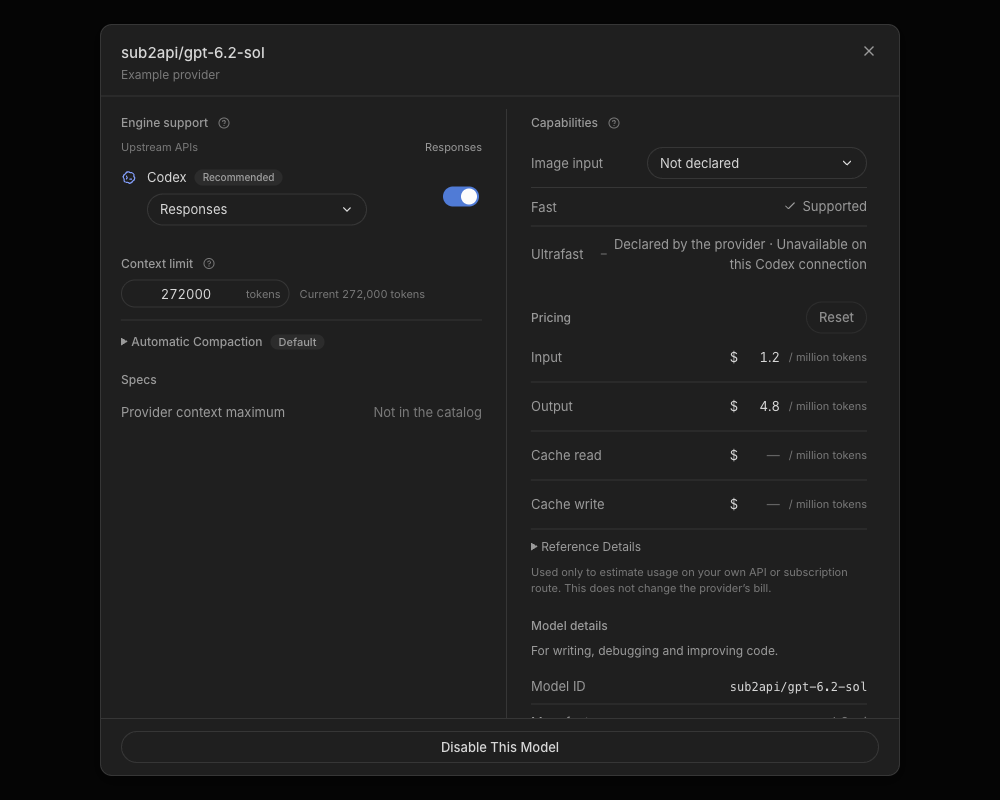 sub2api/gpt-6.2-sol
Example provider
Engine support
Upstream APIs
Responses
Codex
Recommended
Responses
Context limit
272000 tokens
Current 272,000 tokens
Automatic Compaction
Default
Specs
Provider context maximum
Not in the catalog
Capabilities
Image input
Not declared
Fast
Supported
Ultrafast
– Declared by the provider · Unavailable on
this Codex connection
Pricing
Reset
Input
$ 1.2 / million tokens
Output
$ 4.8 / million tokens
Cache read
$ — / million tokens
Cache write
$ — / million tokens
Reference Details
Used only to estimate usage on your own API or subscription
route. This does not change the provider's bill.
Model details
For writing, debugging and improving code.
Model ID
sub2api/gpt-6.2-sol
Disable This Model